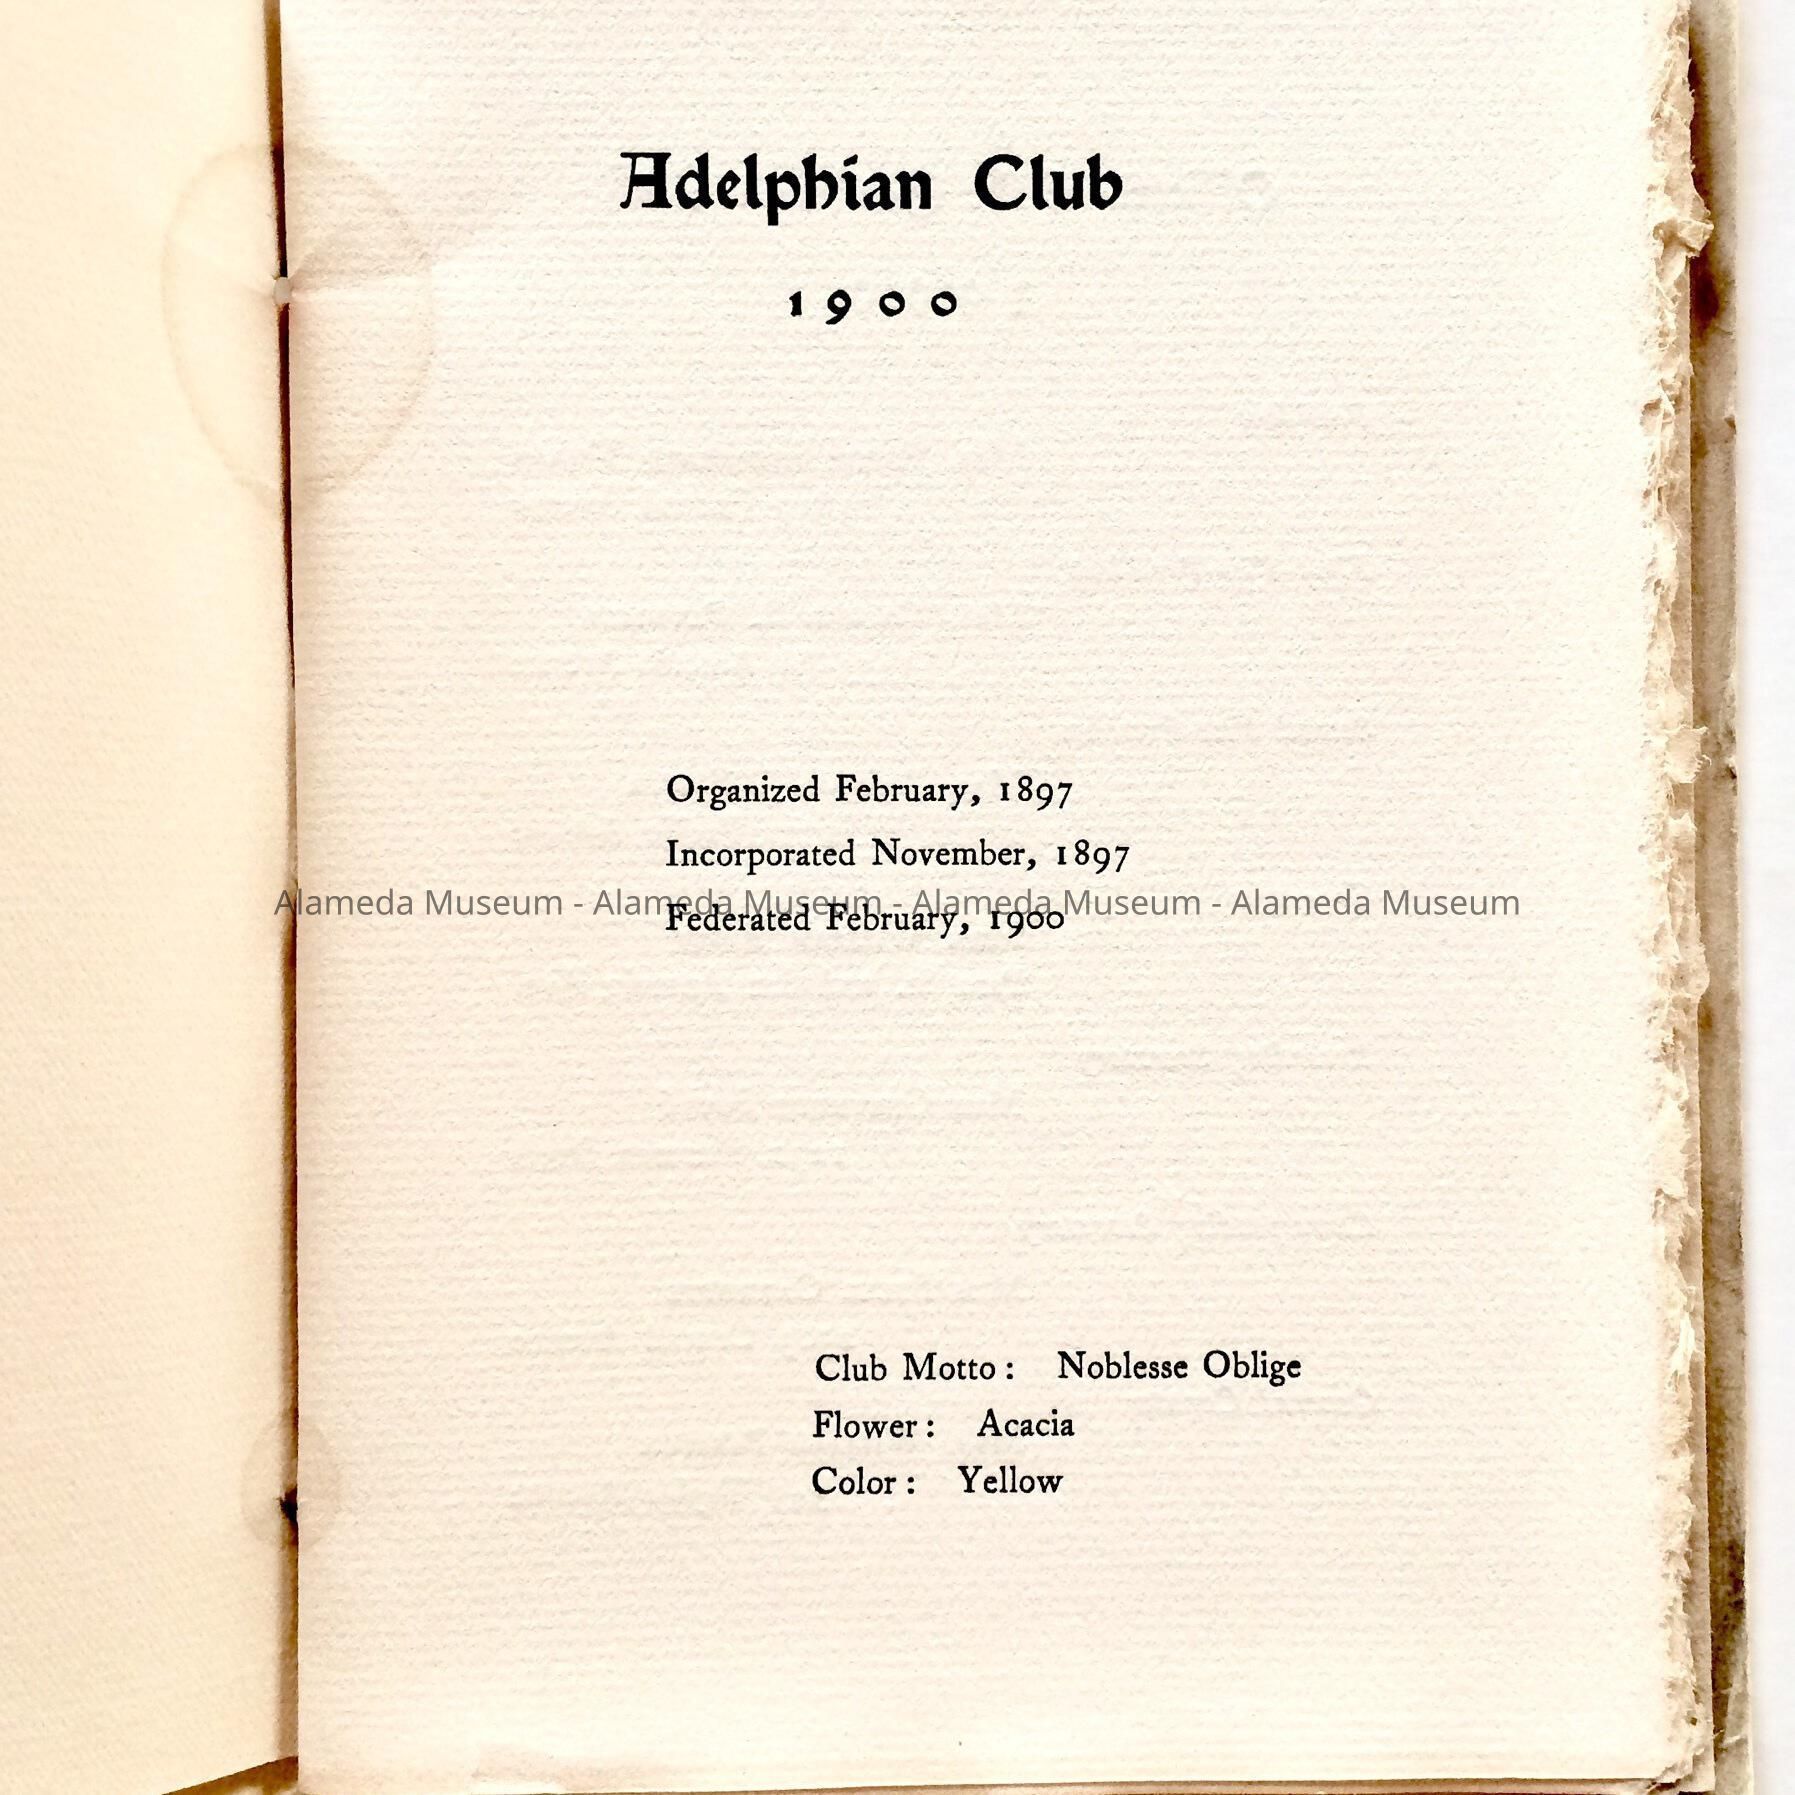 Adelphian Club
1900
Organized February, 1897
Incorporated November, 1897
Alameda Museum - Alameda Museum - Alameda Museum - Alameda Museum
Federated February, 1900
Club Motto: Noblesse Oblige
Flower: Acacia
Color: Yellow